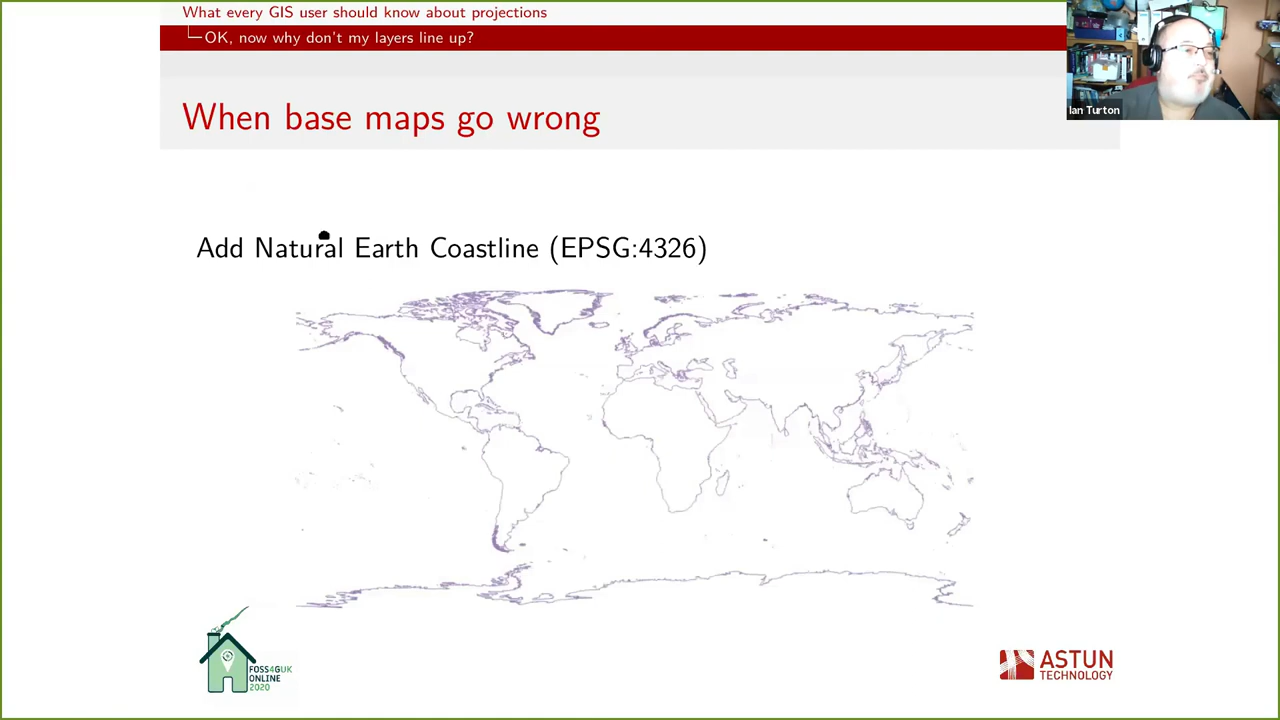 What every GIS user should know about projections
OK, now why don't my layers line up?
Ian Turton
When base maps go wrong
Add Natural Earth Coastline (EPSG:4326)
FOSS4GUK
ONLINE
2020
ASTUN
TECHNOLOGY